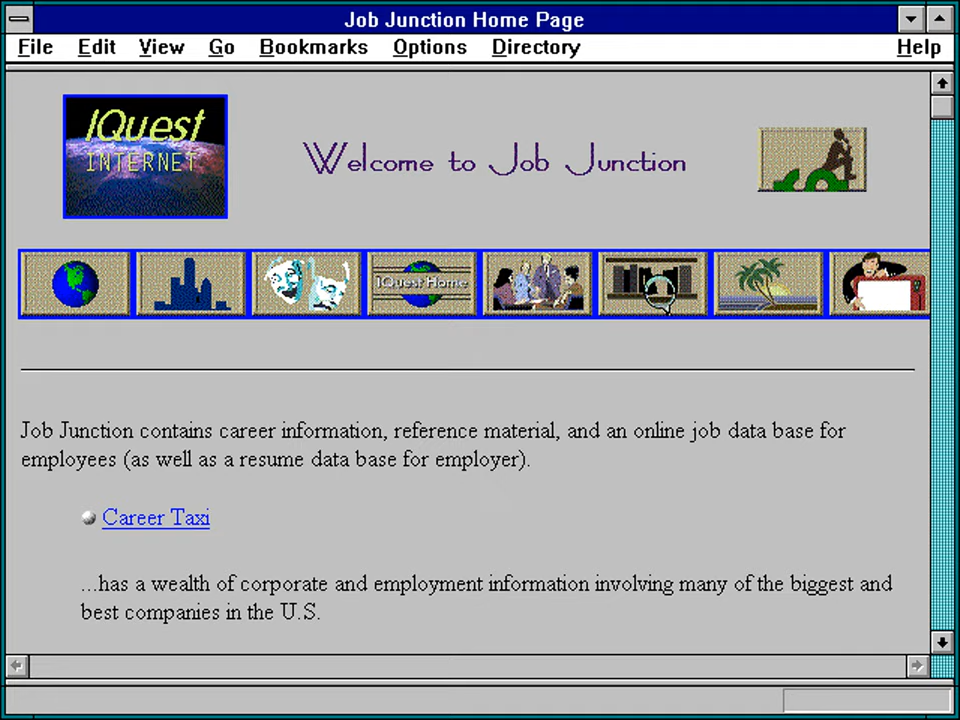 Job Junction Home Page
File Edit View Go Bookmarks Options Directory Help
IQuest
INTERNET
Welcome to Job Junction
IQuest Home
Job Junction contains career information, reference material, and an online job data base for
employees (as well as a resume data base for employer).
Career Taxi
...has a wealth of corporate and employment information involving many of the biggest and
best companies in the U.S.